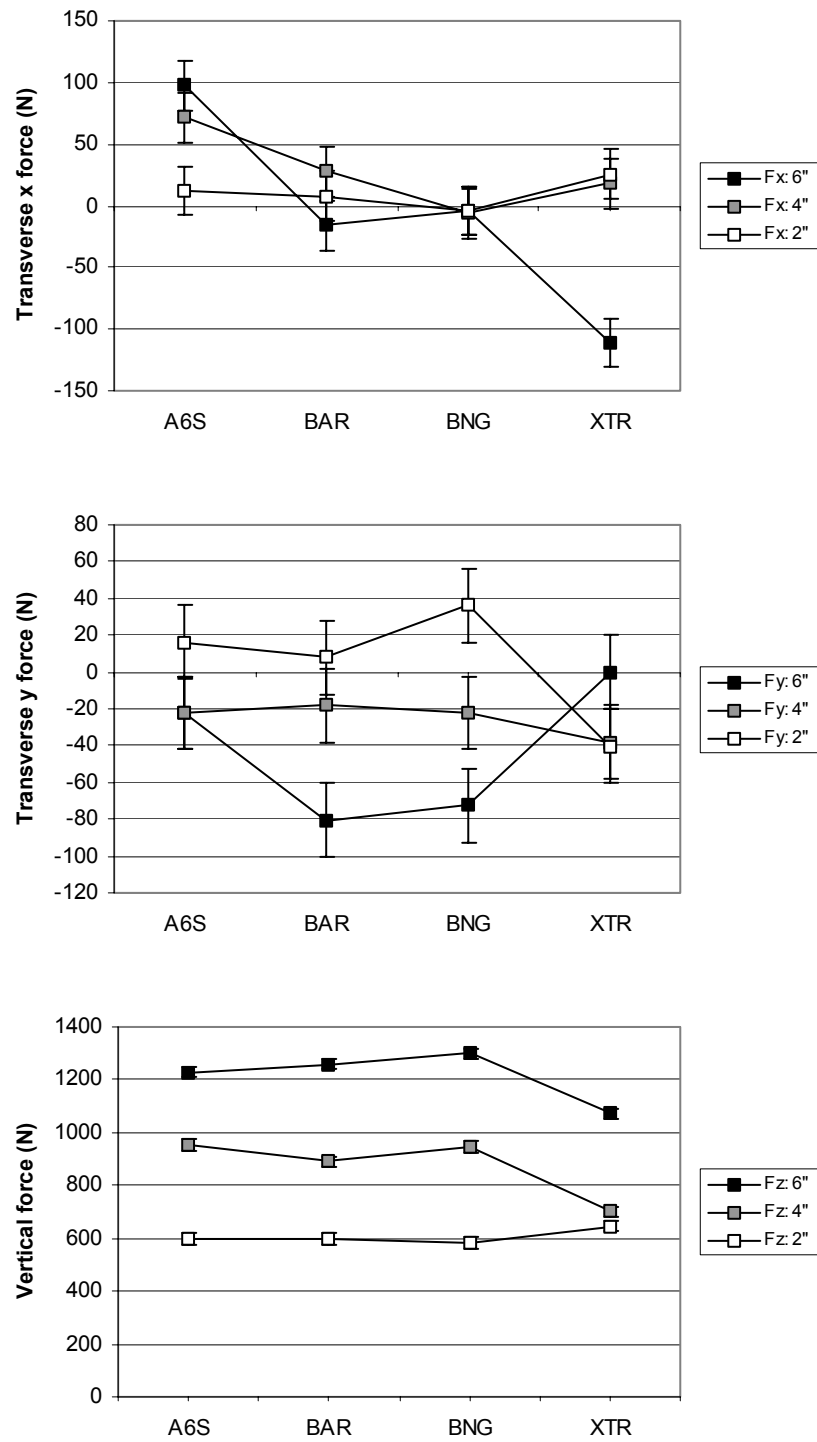 150
100
50
0
-50
-100
-150
Transverse x force (N)
A6S BAR BNG XTR
Fx: 6"
Fx: 4"
Fx: 2"
80
60
40
20
0
-20
-40
-60
-80
-100
-120
Transverse y force (N)
A6S BAR BNG XTR
Fy: 6"
Fy: 4"
Fy: 2"
1400
1200
1000
800
600
400
200
0
Vertical force (N)
A6S BAR BNG XTR
Fz: 6"
Fz: 4"
Fz: 2"